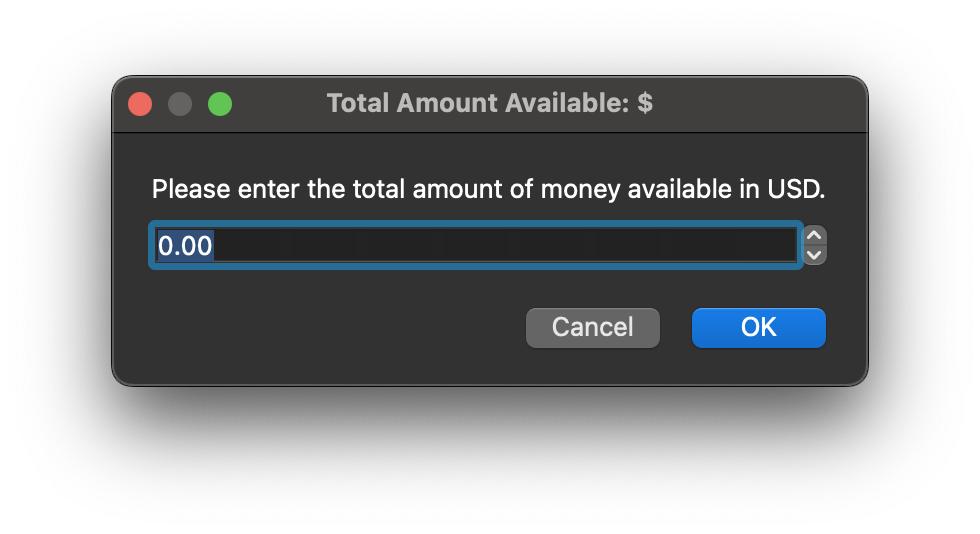 Total Amount Available: $
Please enter the total amount of money available in USD.
0.00
Cancel
OK